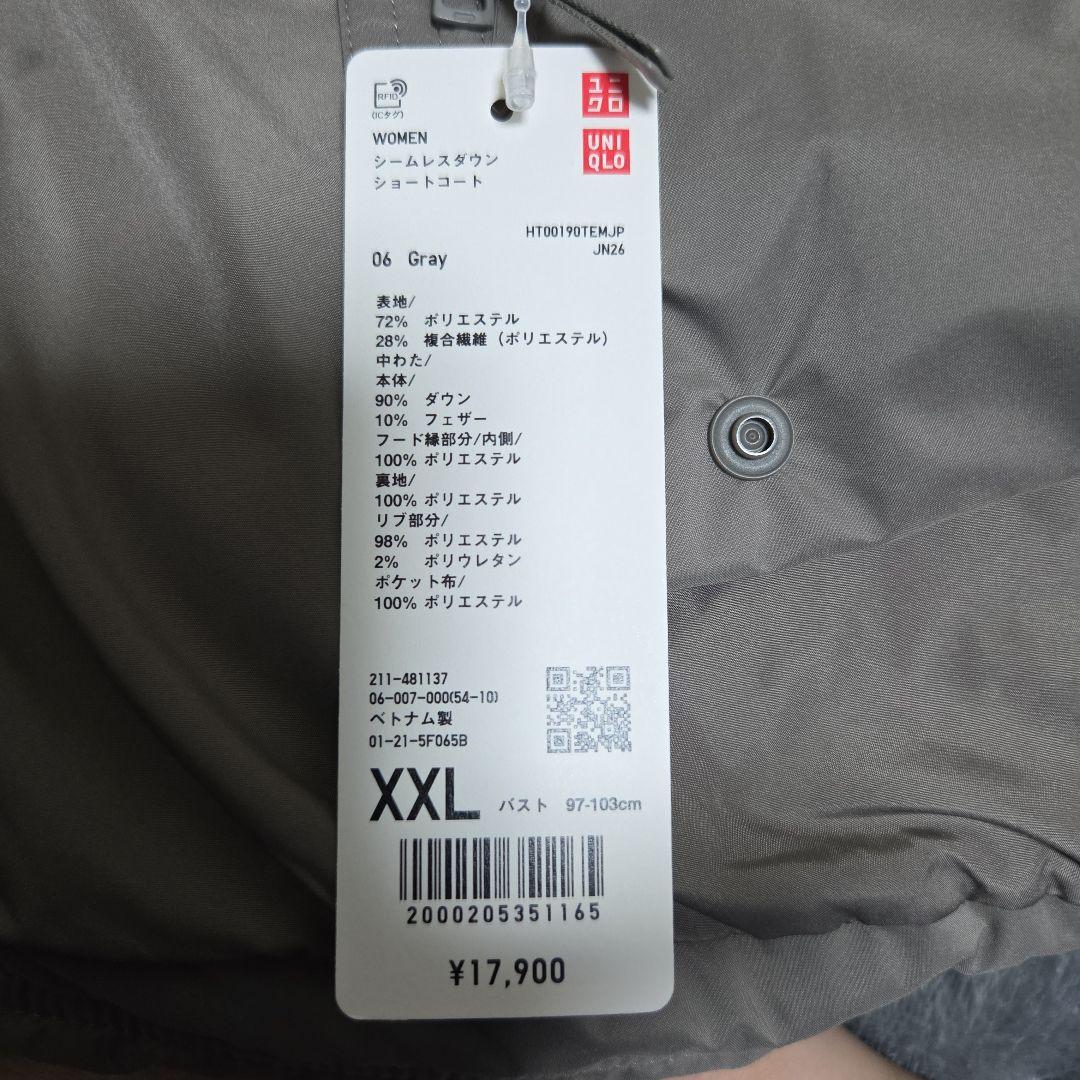 RFID
(ICタグ)
ユニ
クロ
UNI
QLO
WOMEN
シームレスダウン
ショートコート
HT00190TEMJP
JN26
06 Gray
表地/
72% ポリエステル
28% 複合繊維 (ポリエステル)
中わた/
本体/
90% ダウン
10% フェザー
フード縁部分/内側/
100% ポリエステル
裏地/
100% ポリエステル
リブ部分/
98% ポリエステル
2% ポリウレタン
ポケット布/
100% ポリエステル
211-481137
06-007-000(54-10)
ベトナム製
01-21-5F065B
XXL バスト 97-103cm
2000205351165
¥17,900